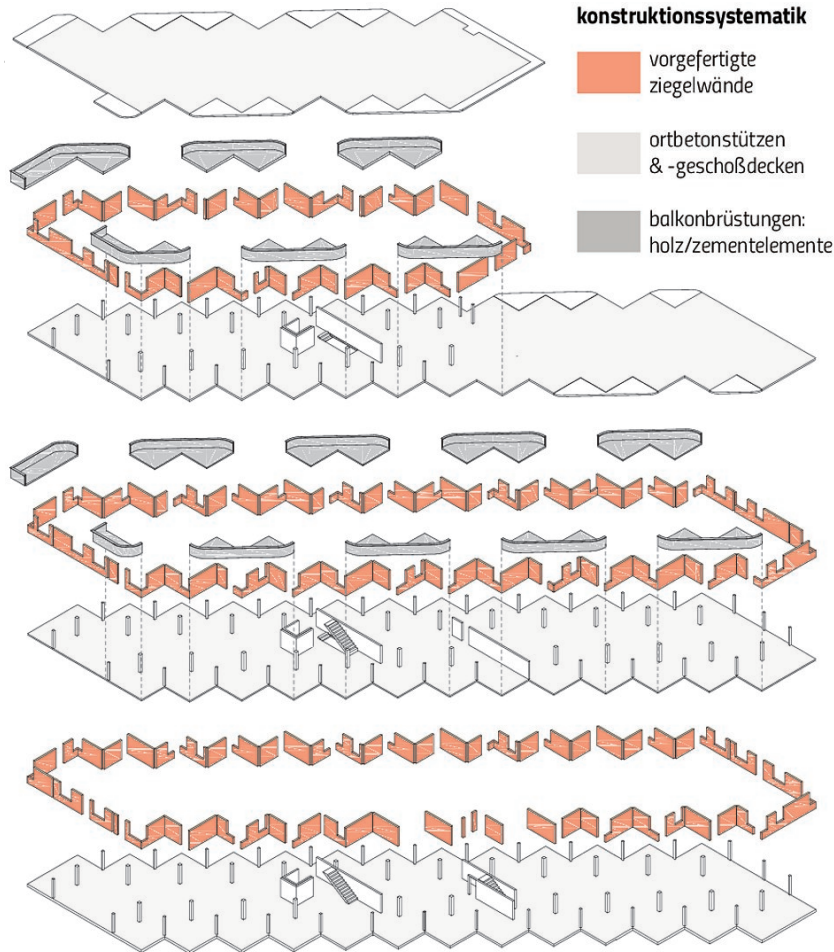 konstruktionssystematik
vorgefertigte
ziegelwände
ortbetonstützen
& -geschoßdecken
balkonbrüstungen:
holz/zementelemente